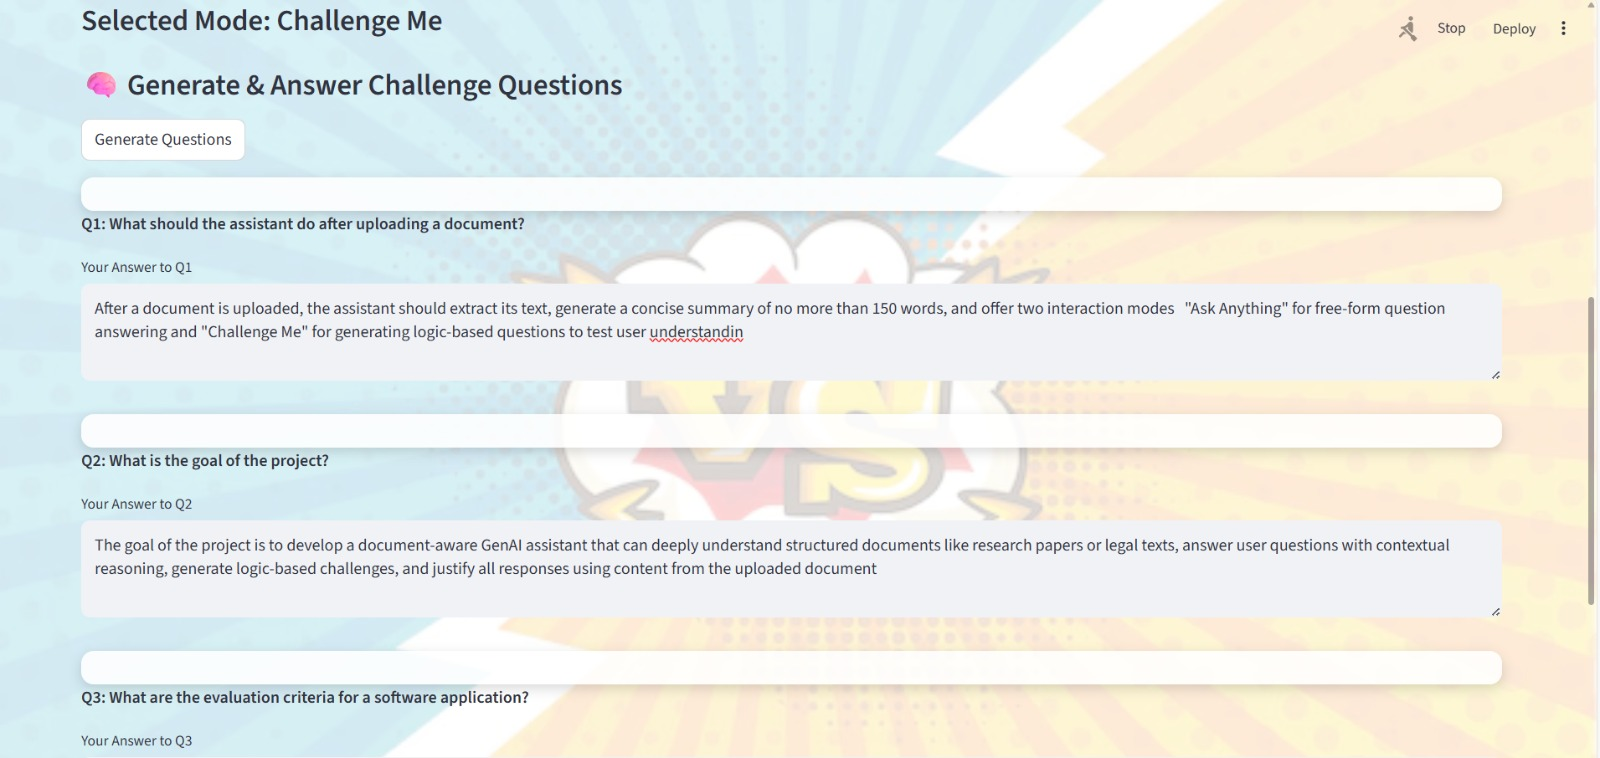 Selected Mode: Challenge Me
Stop
Deploy
Generate & Answer Challenge Questions
Generate Questions
Q1: What should the assistant do after uploading a document?
Your Answer to Q1
After a document is uploaded, the assistant should extract its text, generate a concise summary of no more than 150 words, and offer two interaction modes  "Ask Anything" for free-form question
answering and "Challenge Me" for generating logic-based questions to test user understandin
VS
Q2: What is the goal of the project?
Your Answer to Q2
The goal of the project is to develop a document-aware GenAI assistant that can deeply understand structured documents like research papers or legal texts, answer user questions with contextual
reasoning, generate logic-based challenges, and justify all responses using content from the uploaded document
Q3: What are the evaluation criteria for a software application?
Your Answer to Q3